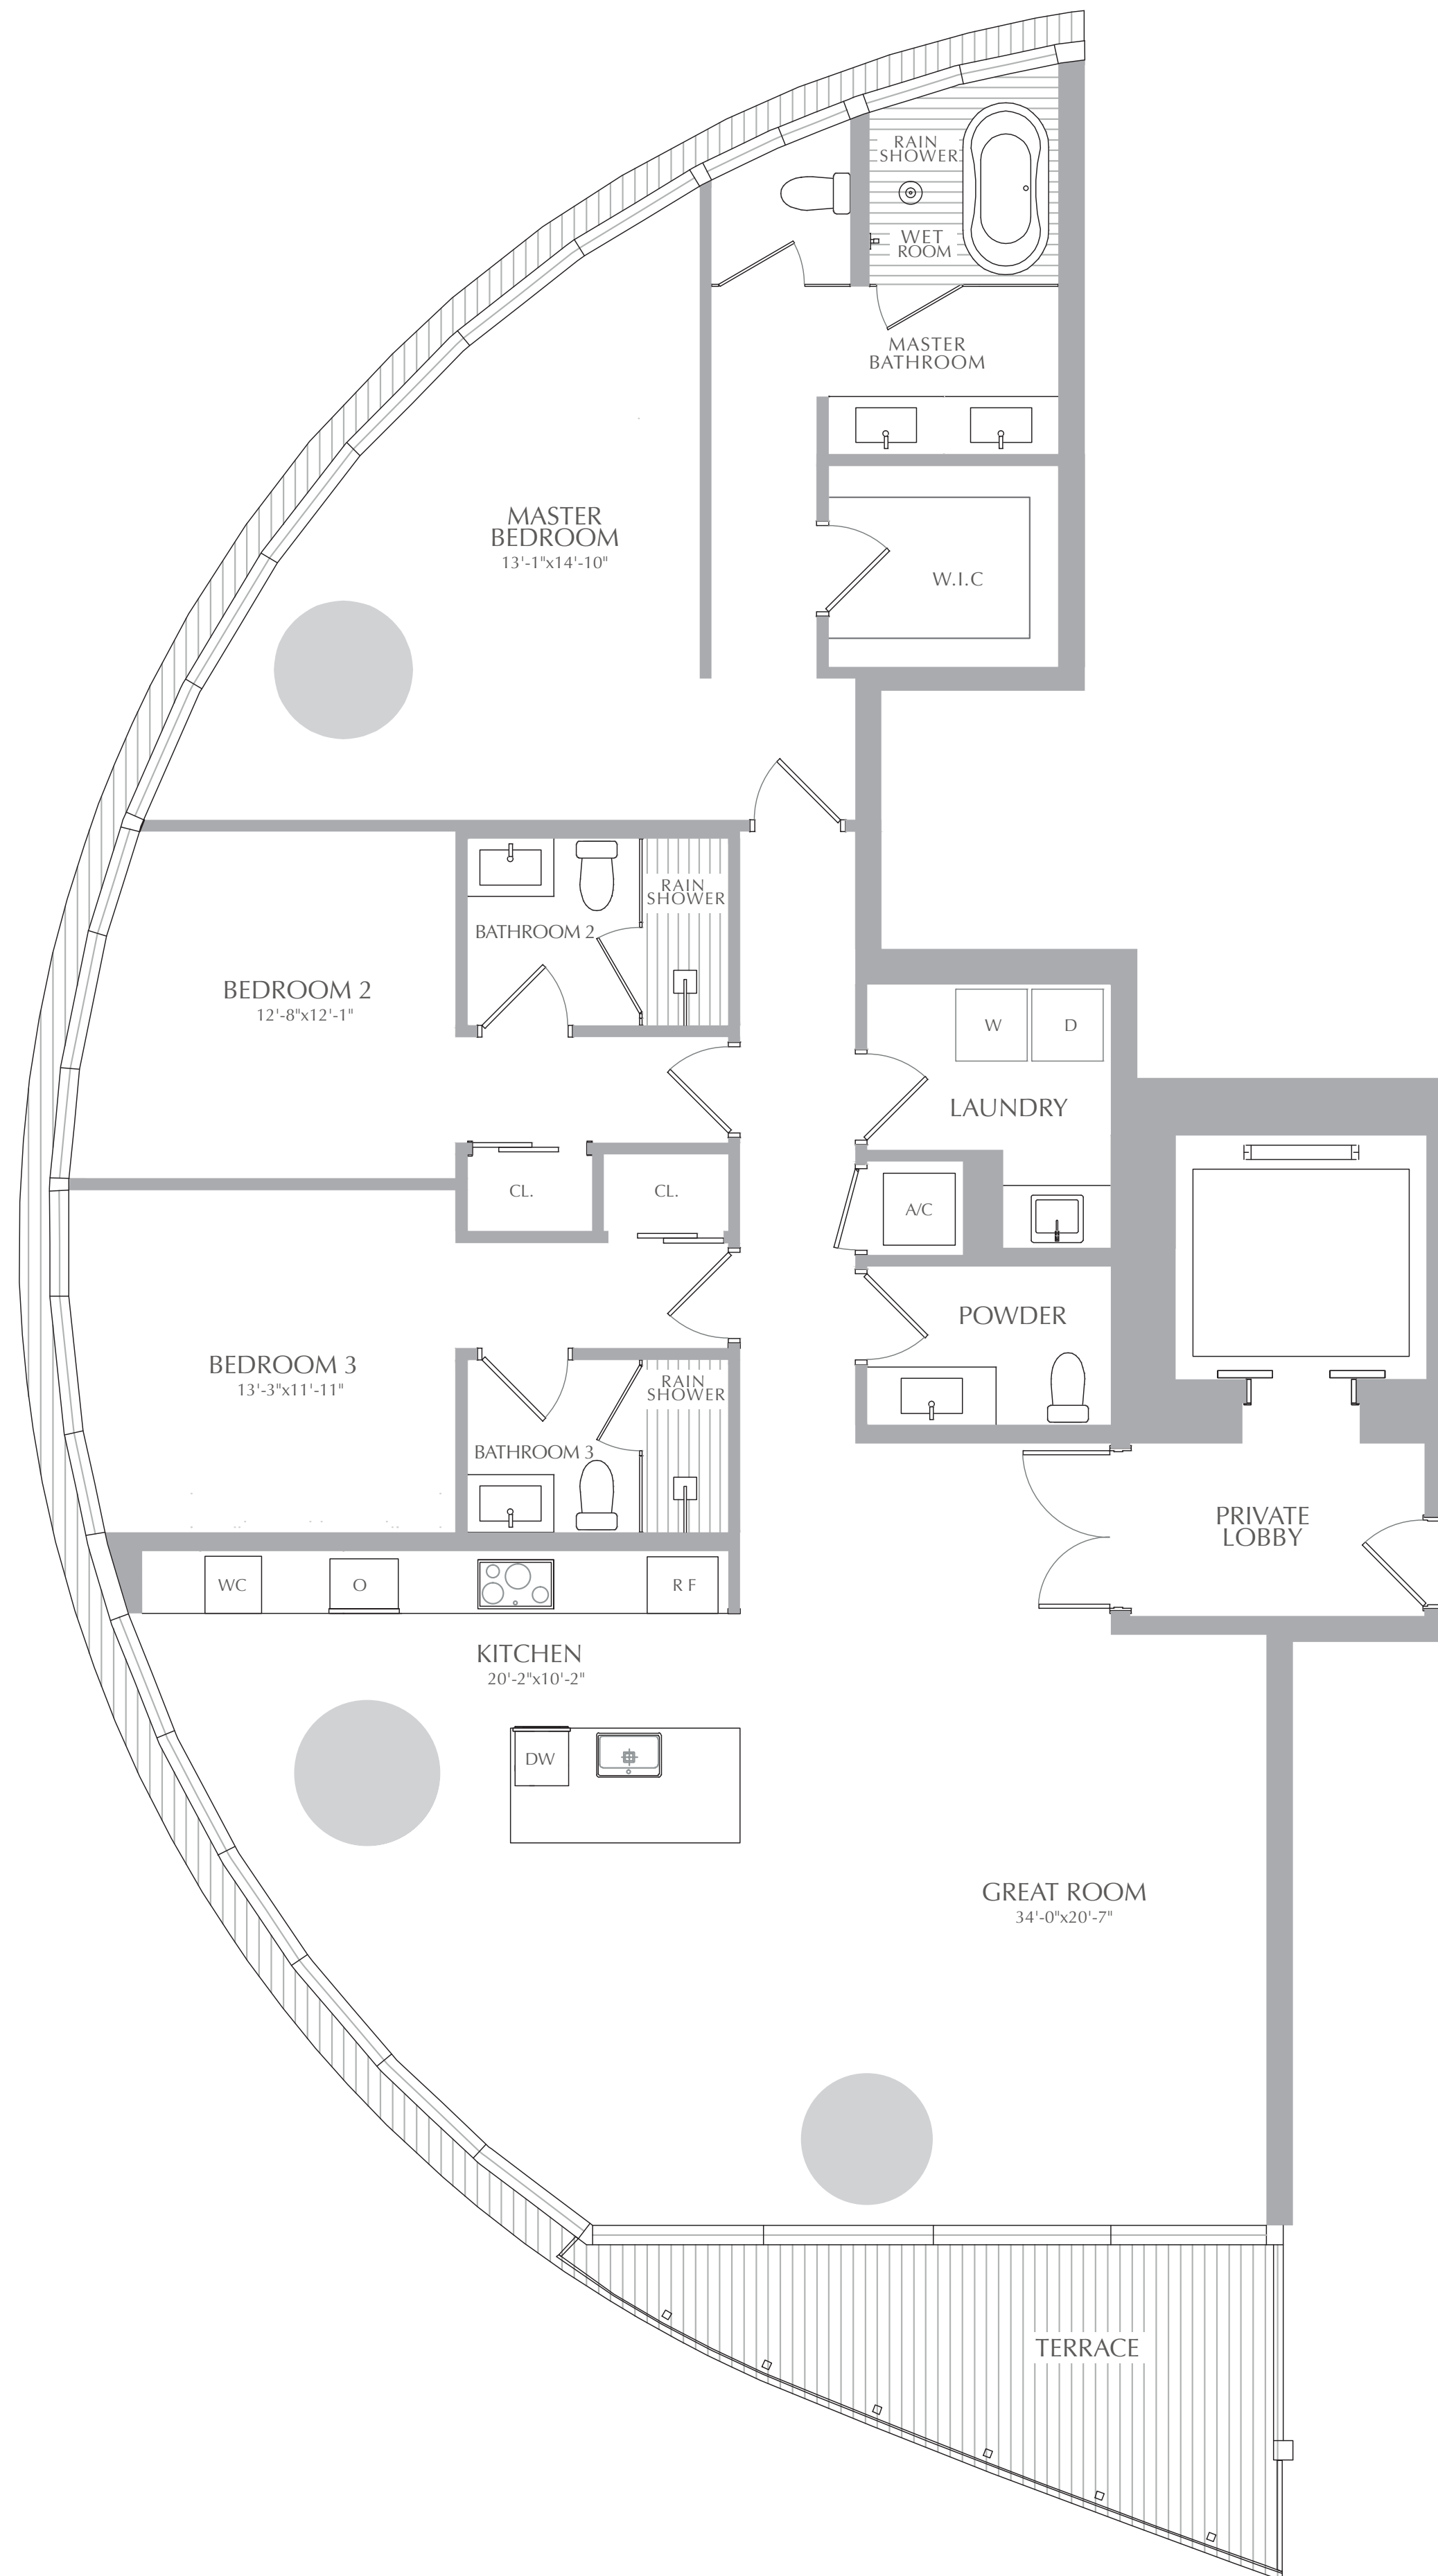 RAIN
SHOWER
WET
ROOM
MASTER
BATHROOM
MASTER
BEDROOM
13'-1"x14'-10"
W.I.C
RAIN
SHOWER
BATHROOM 2
BEDROOM 2
12'-8"x12'-1"
W
D
LAUNDRY
CL.
CL.
A/C
POWDER
BEDROOM 3
13'-3"x11'-11"
RAIN
SHOWER
BATHROOM 3
PRIVATE
LOBBY
WC
O
R F
KITCHEN
20'-2"x10'-2"
DW
GREAT ROOM
34'-0"x20'-7"
TERRACE